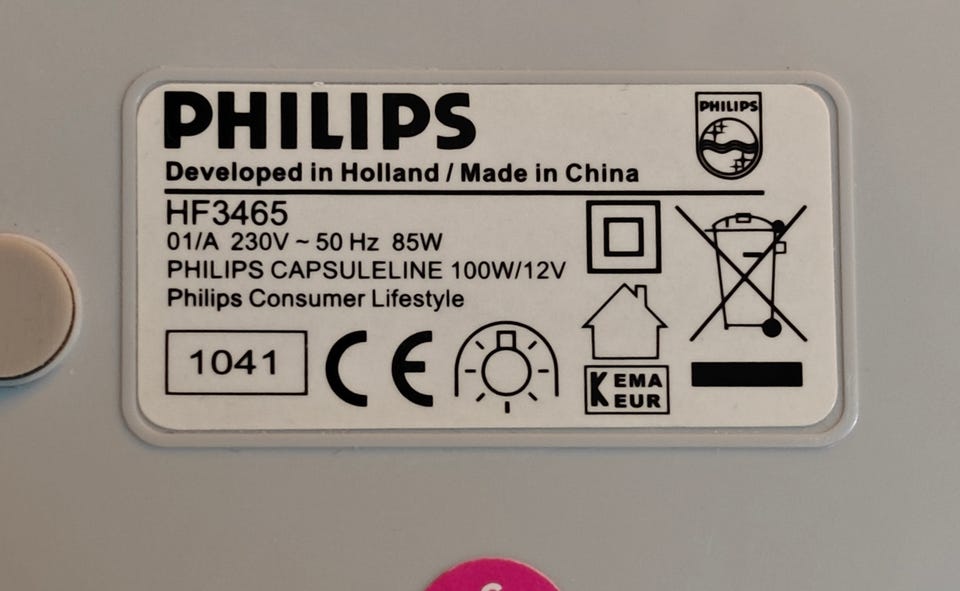 PHILIPS
PHILIPS
Developed in Holland / Made in China
HF3465
01/A 230V ~ 50 Hz 85W
PHILIPS CAPSULELINE 100W/12V
Philips Consumer Lifestyle
1041
CE
KEMA
EUR